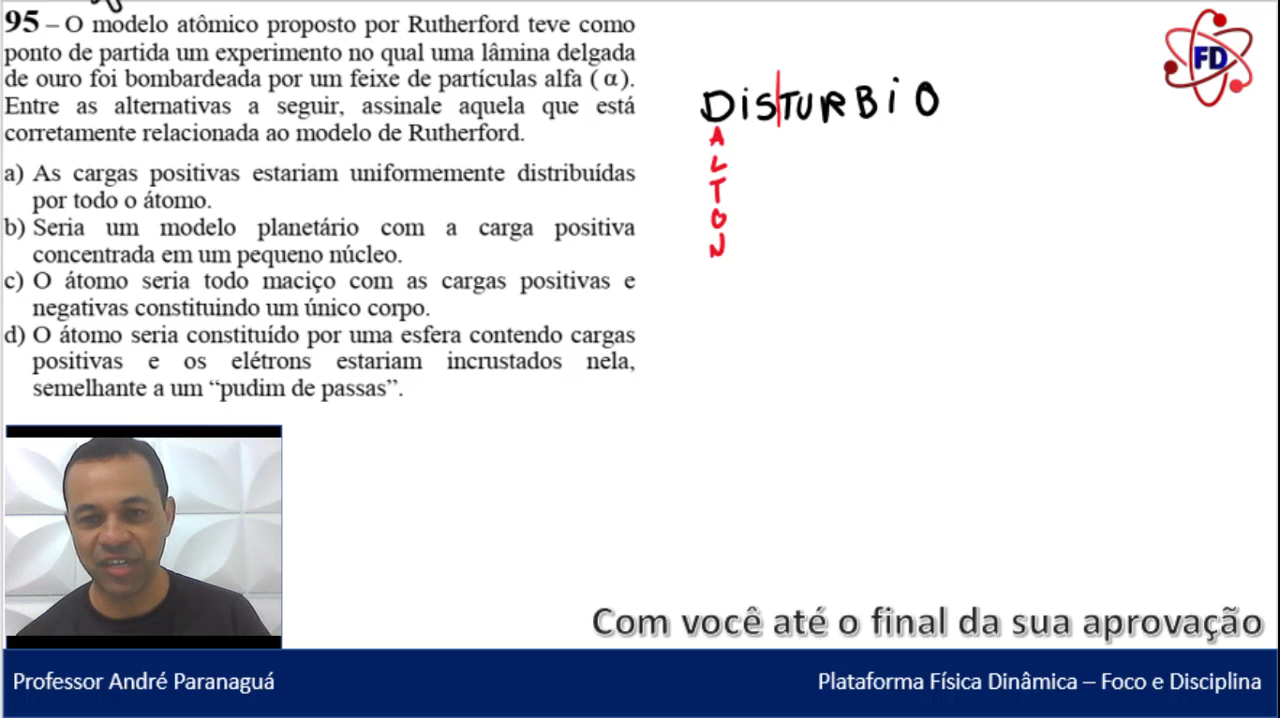 95 – O modelo atômico proposto por Rutherford teve como
ponto de partida um experimento no qual uma lâmina delgada
de ouro foi bombardeada por um feixe de partículas alfa (α).
Entre as alternativas a seguir, assinale aquela que está
corretamente relacionada ao modelo de Rutherford.
a) As cargas positivas estariam uniformemente distribuídas
por todo o átomo.
b) Seria um modelo planetário com a carga positiva
concentrada em um pequeno núcleo.
c) O átomo seria todo maciço com as cargas positivas e
negativas constituindo um único corpo.
d) O átomo seria constituído por uma esfera contendo cargas
positivas e os elétrons estariam incrustados nela,
semelhante a um “pudim de passas”.
FD
DiSTURBiO
A
L
T
O
N
Com você até o final da sua aprovação
Professor André Paranaguá
Plataforma Física Dinâmica – Foco e Disciplina